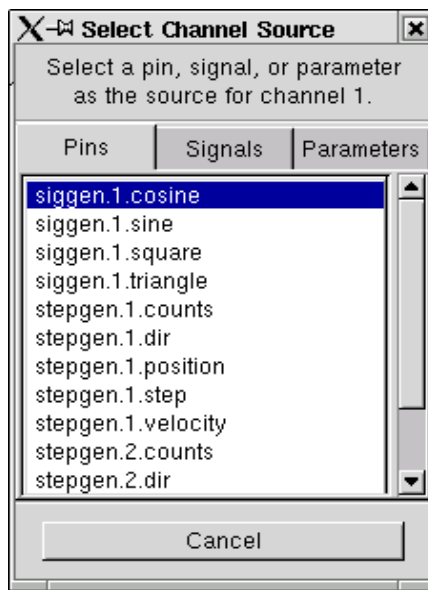 Select Channel Source
Select a pin, signal, or parameter
as the source for channel 1.
Pins Signals Parameters
siggen.1.cosine
siggen.1.sine
siggen.1.square
siggen.1.triangle
stepgen.1.counts
stepgen.1.dir
stepgen.1.position
stepgen.1.step
stepgen.1.velocity
stepgen.2.counts
stepgen.2.dir
Cancel